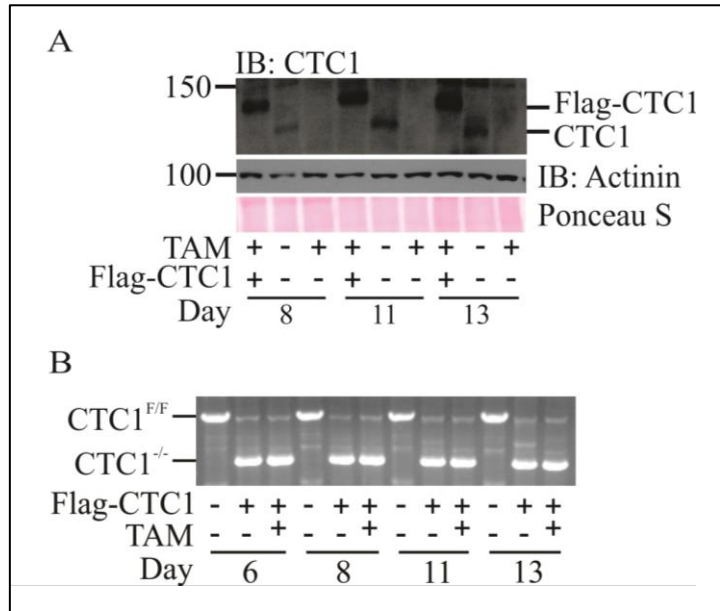 A
IB: CTC1
150
Flag-CTC1
CTC1
100
IB: Actinin
Ponceau S
TAM + - + + - + + - +
Flag-CTC1 + - - + - - + - -
Day 8 11 13
B
CTC1F/F
CTC1-/-
Flag-CTC1 - + + - + + - + + - + +
TAM - - + - - + - - + - - +
Day 6 8 11 13